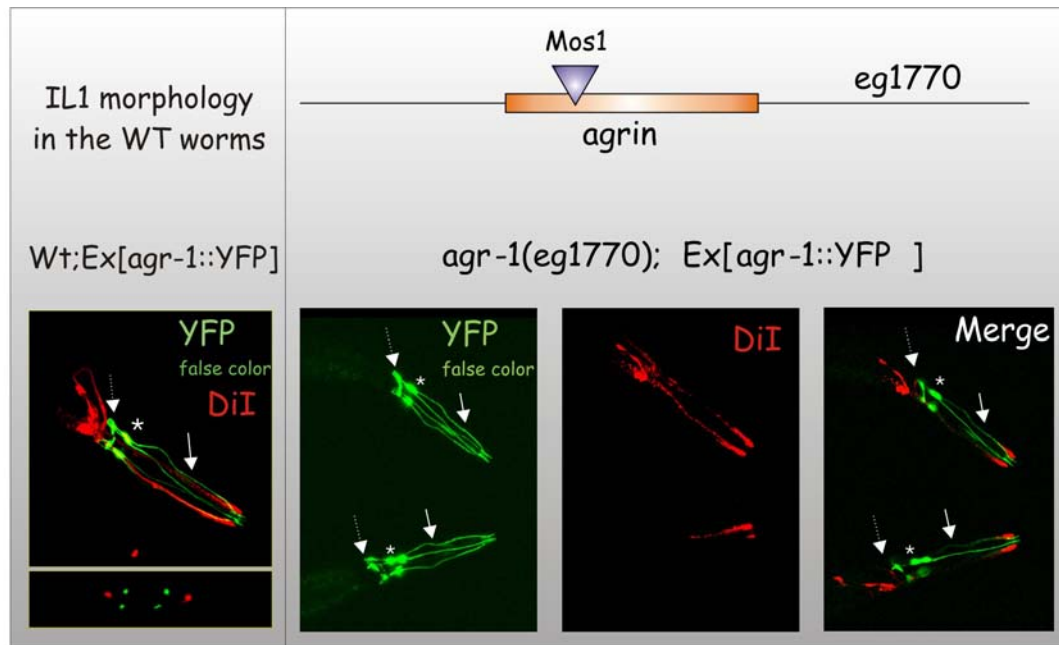 IL1 morphology
in the WT worms
Wt;Ex[agr-1::YFP]
YFP
false color
DiI
*
Mos1
eg1770
agrin
agr-1(eg1770); Ex[agr-1::YFP ]
YFP
false color
*
*
DiI
Merge
*
*